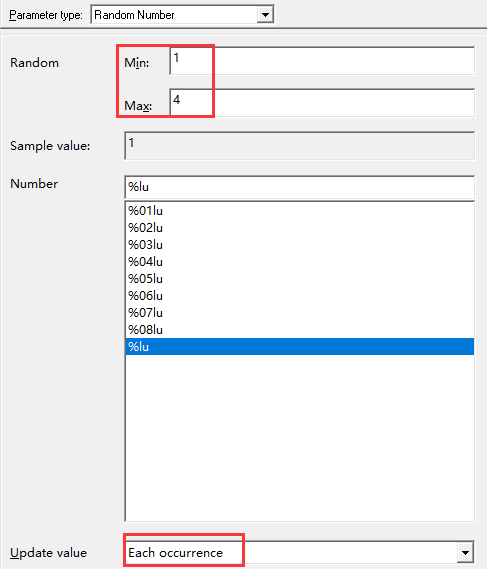 Parameter type: Random Number
Random Min: 1
Max: 4
Sample value: 1
Number %lu
%01lu
%02lu
%03lu
%04lu
%05lu
%06lu
%07lu
%08lu
%lu
Update value Each occurrence